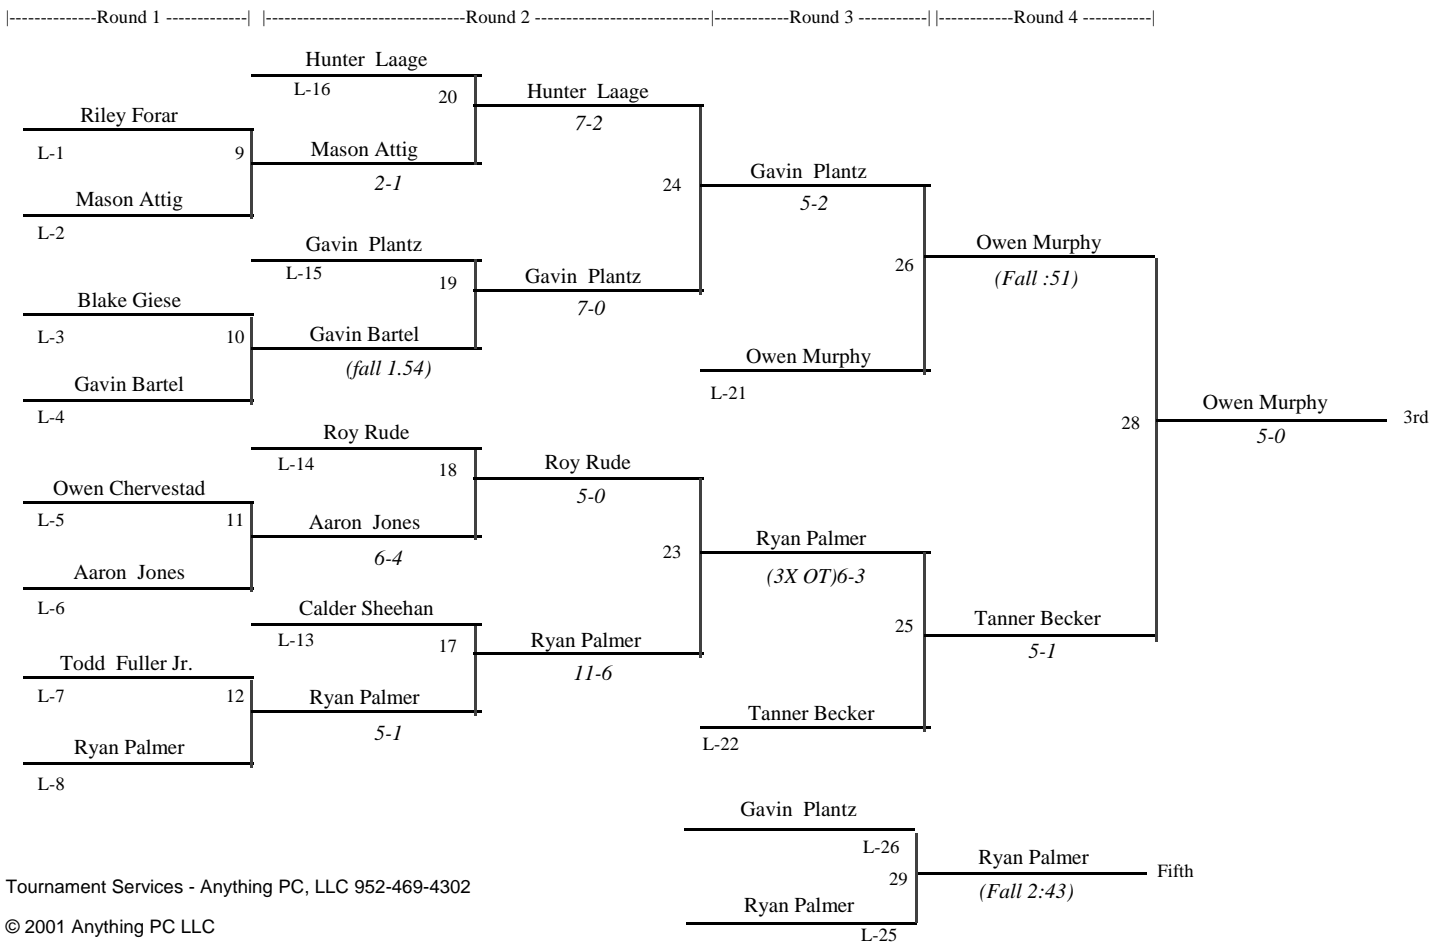 |--------------Round 1 -------------| |------------------------------Round 2 --------------------------|-----------Round 3 -----------| |------------Round 4 -----------|
Hunter  Laage
L-16
20
Hunter  Laage
7-2
Riley Forar
L-1
9
Mason Attig
2-1
Mason Attig
L-2
24
Gavin  Plantz
5-2
Gavin  Plantz
L-15
19
Gavin  Plantz
7-0
26
Owen Murphy
(Fall :51)
Blake Giese
L-3
10
Gavin Bartel
(fall 1.54)
Gavin Bartel
L-4
Owen Murphy
L-21
28
Owen Murphy
5-0
3rd
Roy Rude
L-14
18
Roy Rude
5-0
Owen Chervestad
L-5
11
Aaron  Jones
6-4
Aaron  Jones
L-6
23
Ryan Palmer
(3X OT)6-3
Calder Sheehan
L-13
17
Ryan Palmer
11-6
25
Tanner Becker
5-1
Todd  Fuller Jr.
L-7
12
Ryan Palmer
5-1
Ryan Palmer
L-8
Tanner Becker
L-22
Gavin  Plantz
L-26
29
Ryan Palmer
(Fall 2:43)
Fifth
Ryan Palmer
L-25
Tournament Services - Anything PC, LLC 952-469-4302
© 2001 Anything PC LLC